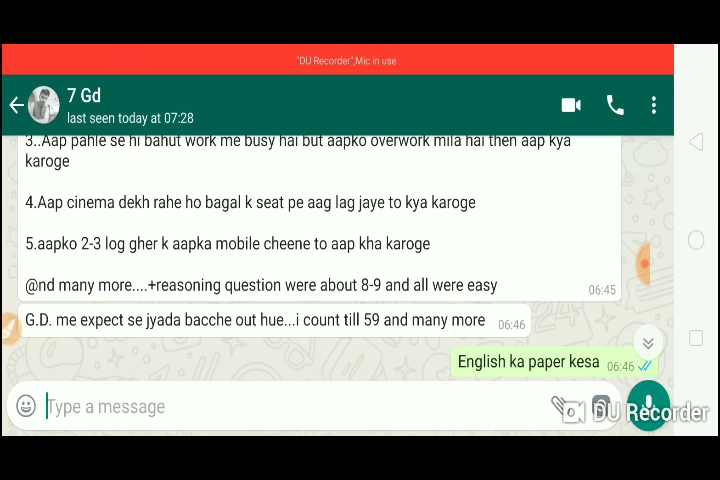 "DU Recorder",Mic in use
7 Gd
last seen today at 07:28
3..Aap pahle se hi bahut work me busy hai but aapko overwork mila hai then aap kya
karoge
4.Aap cinema dekh rahe ho bagal k seat pe aag lag jaye to kya karoge
5.aapko 2-3 log gher k aapka mobile cheene to aap kha karoge
@nd many more....+reasoning question were about 8-9 and all were easy
06:45
G.D. me expect se jyada bacche out hue...i count till 59 and many more 06:46
English ka paper kesa 06:46
Type a message
DU Recorder